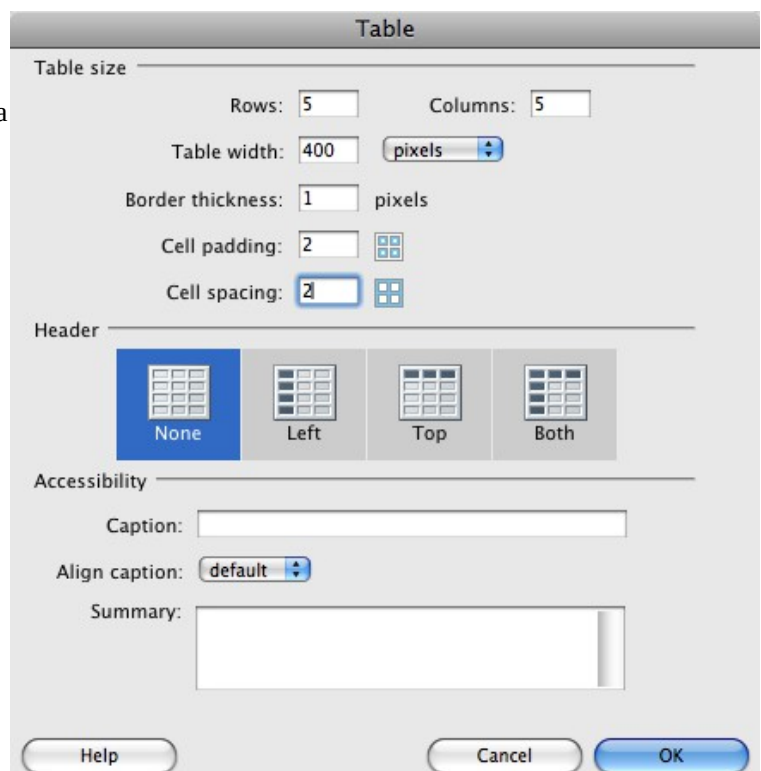 Table
Table size
a
Rows: 5 Columns: 5
Table width: 400 pixels
Border thickness: 1 pixels
Cell padding: 2
Cell spacing: 2
Header
None Left Top Both
Accessibility
Caption:
Align caption: default
Summary:
Help Cancel OK